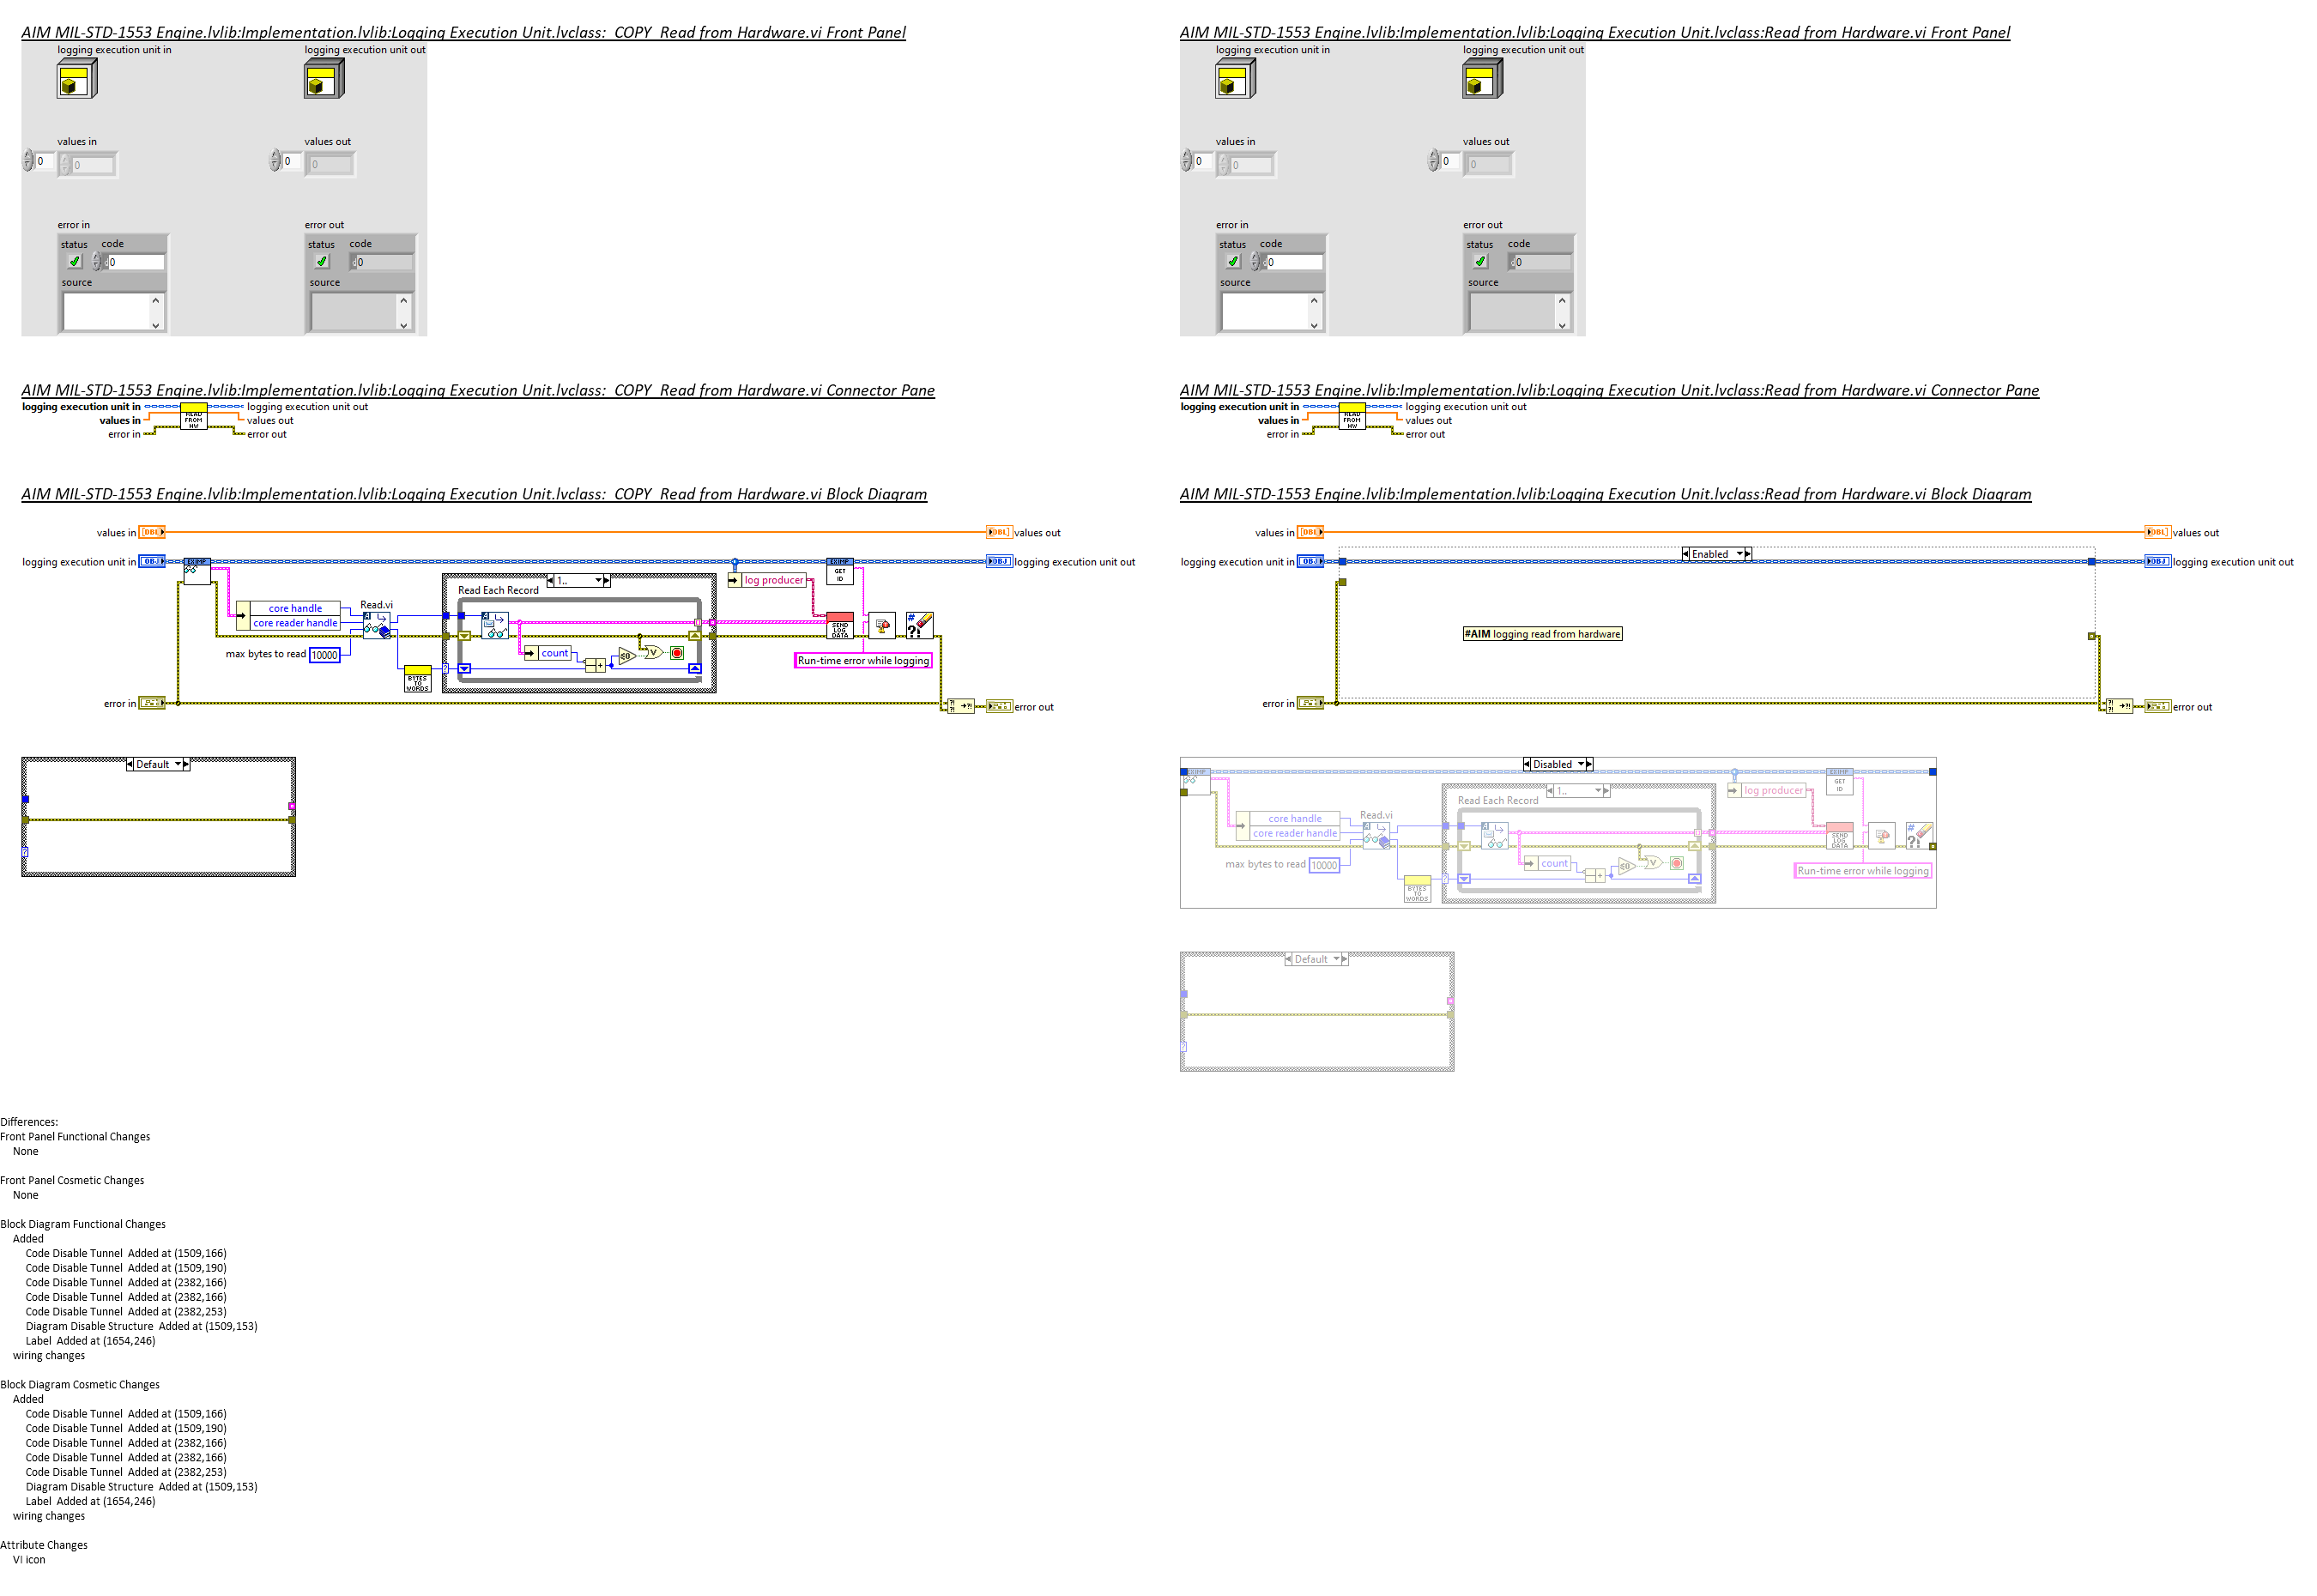 AIM MIL-STD-1553 Engine.lvlib:Implementation.lvlib:Logging Execution Unit.lvclass:_COPY_Read from Hardware.vi Front Panel
logging execution unit in
logging execution unit out
values in
values out
0
0
0
0
error in
error out
status
code
status
code
0
0
source
source
AIM MIL-STD-1553 Engine.lvlib:Implementation.lvlib:Logging Execution Unit.lvclass:Read from Hardware.vi Front Panel
logging execution unit in
logging execution unit out
values in
values out
0
0
0
0
error in
error out
status
code
status
code
0
0
source
source
AIM MIL-STD-1553 Engine.lvlib:Implementation.lvlib:Logging Execution Unit.lvclass:_COPY_Read from Hardware.vi Connector Pane
logging execution unit in
logging execution unit out
values in
values out
error in
error out
READ
FROM
HW
AIM MIL-STD-1553 Engine.lvlib:Implementation.lvlib:Logging Execution Unit.lvclass:Read from Hardware.vi Connector Pane
logging execution unit in
logging execution unit out
values in
values out
error in
error out
READ
FROM
HW
AIM MIL-STD-1553 Engine.lvlib:Implementation.lvlib:Logging Execution Unit.lvclass:_COPY_Read from Hardware.vi Block Diagram
values in
[DBL]
[DBL]
values out
logging execution unit in
OBJ
OBJ
logging execution unit out
GET
ID
1..
log producer
Read Each Record
core handle
core reader handle
Read.vi
max bytes to read
10000
count
BYTES
TO
WORDS
SEND
LOG
DATA
Run-time error while logging
error in
error out
Default
AIM MIL-STD-1553 Engine.lvlib:Implementation.lvlib:Logging Execution Unit.lvclass:Read from Hardware.vi Block Diagram
values in
[DBL]
[DBL]
values out
Enabled
logging execution unit in
OBJ
OBJ
logging execution unit out
#AIM logging read from hardware
error in
error out
Disabled
GET
ID
1..
log producer
Read Each Record
core handle
core reader handle
Read.vi
max bytes to read
10000
count
BYTES
TO
WORDS
SEND
LOG
DATA
Run-time error while logging
Default
Differences:
Front Panel Functional Changes
None
Front Panel Cosmetic Changes
None
Block Diagram Functional Changes
Added
Code Disable Tunnel  Added at (1509,166)
Code Disable Tunnel  Added at (1509,190)
Code Disable Tunnel  Added at (2382,166)
Code Disable Tunnel  Added at (2382,166)
Code Disable Tunnel  Added at (2382,253)
Diagram Disable Structure  Added at (1509,153)
Label  Added at (1654,246)
wiring changes
Block Diagram Cosmetic Changes
Added
Code Disable Tunnel  Added at (1509,166)
Code Disable Tunnel  Added at (1509,190)
Code Disable Tunnel  Added at (2382,166)
Code Disable Tunnel  Added at (2382,166)
Code Disable Tunnel  Added at (2382,253)
Diagram Disable Structure  Added at (1509,153)
Label  Added at (1654,246)
wiring changes
Attribute Changes
VI icon